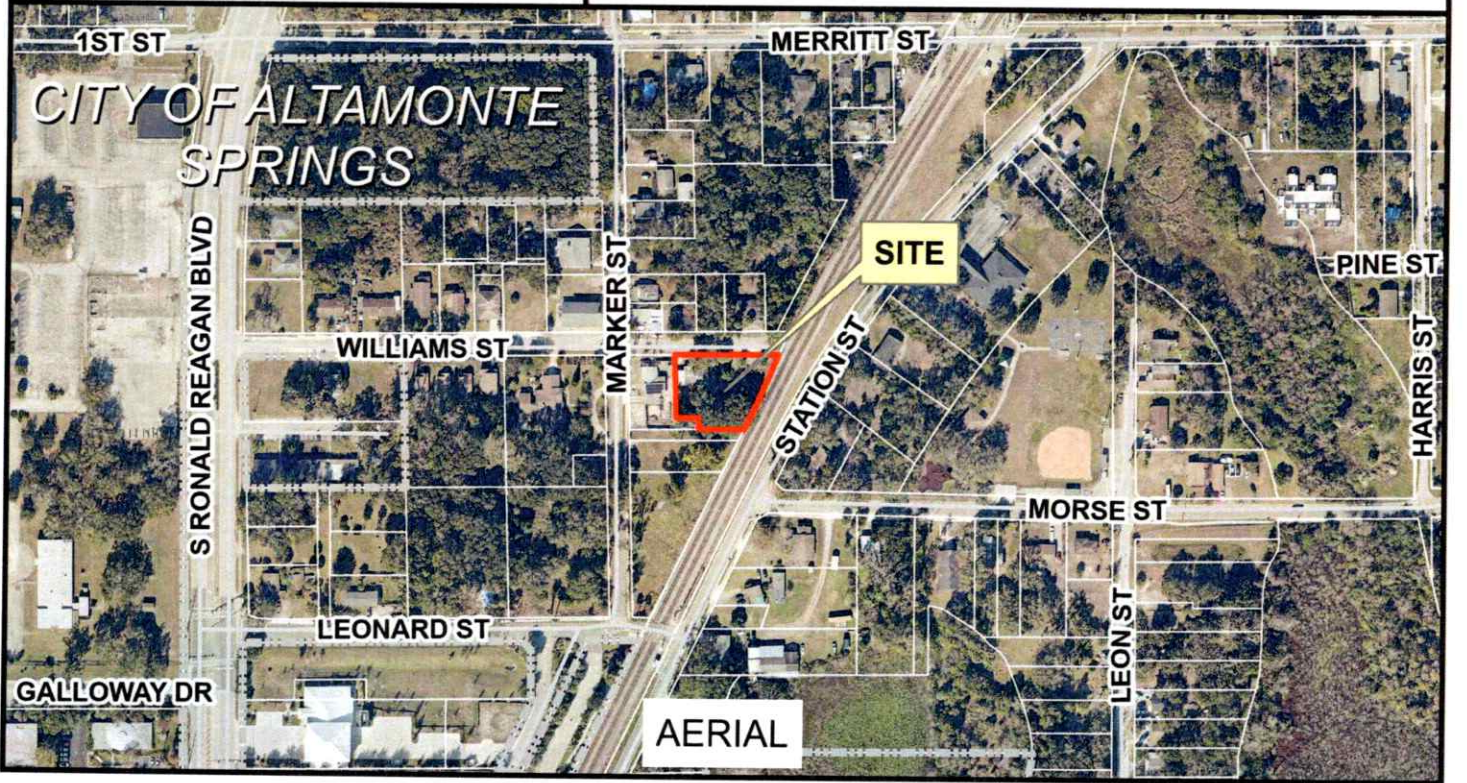 1ST ST
MERRITT ST
CITY OF ALTAMONTE
SPRINGS
S RONALD REAGAN BLVD
MARKER ST
SITE
PINE ST
WILLIAMS ST
STATION ST
HARRIS ST
MORSE ST
LEONARD ST
LEON ST
GALLOWAY DR
AERIAL